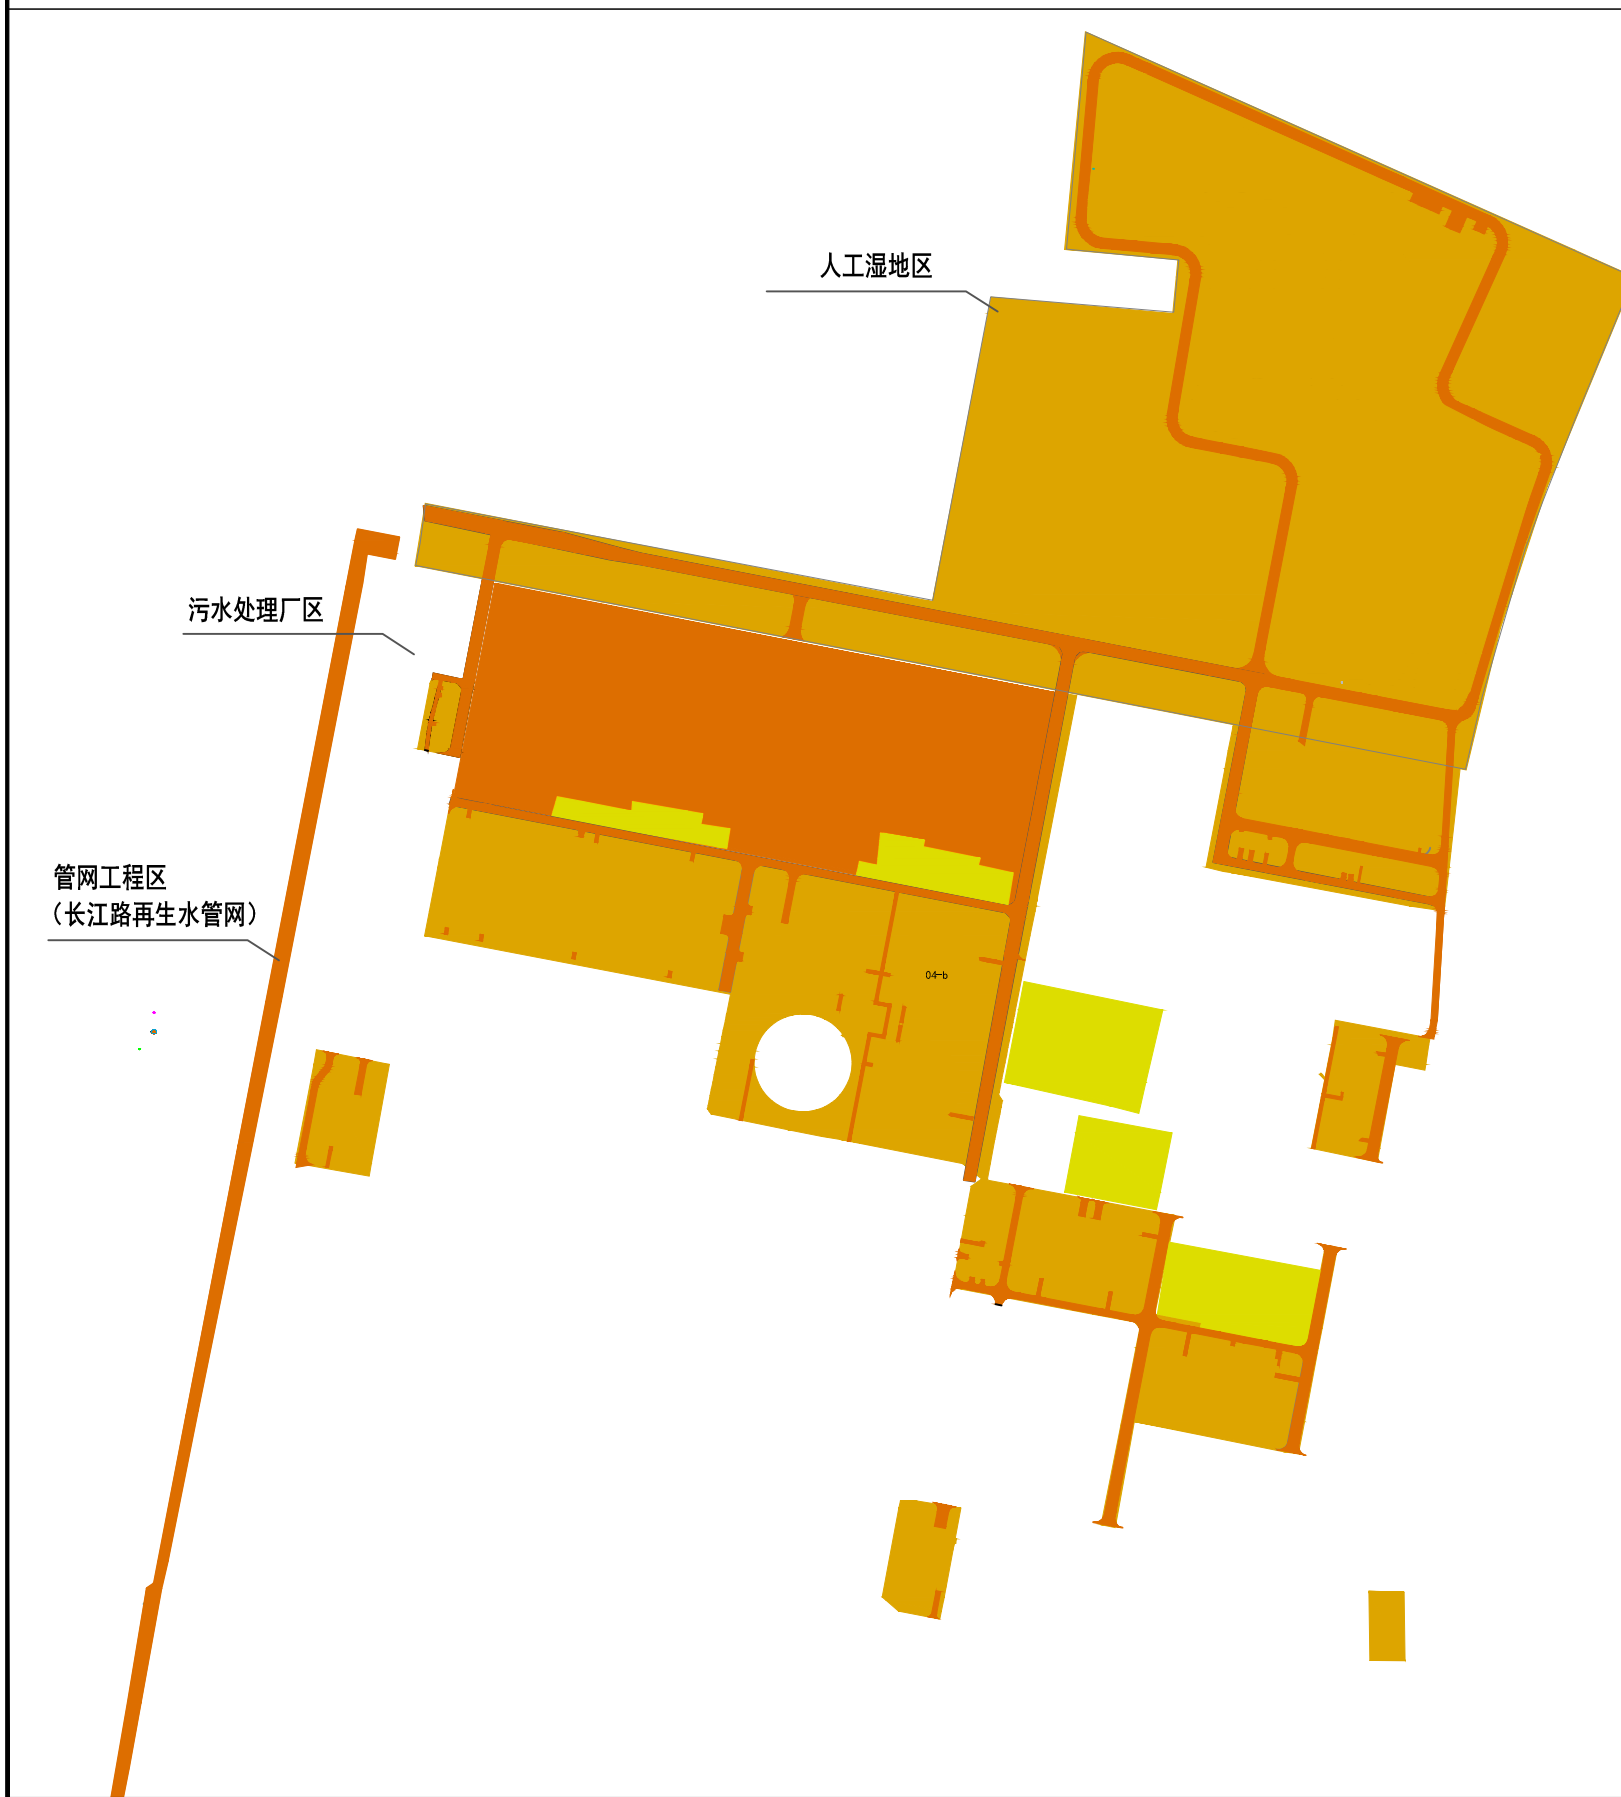 人工湿地区
污水处理厂区
管网工程区
（长江路再生水管网）
04-b